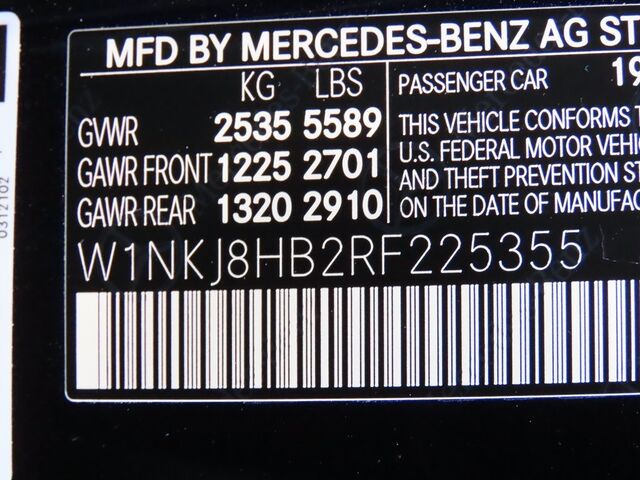 MFD BY MERCEDES-BENZ AG ST
KG LBS
GVWR 2535 5589
GAWR FRONT 1225 2701
GAWR REAR 1320 2910
PASSENGER CAR 19
THIS VEHICLE CONFORMS T
U.S. FEDERAL MOTOR VEHIC
AND THEFT PREVENTION ST
ON THE DATE OF MANUFAC
W1NKJ8HB2RF225355
0312102